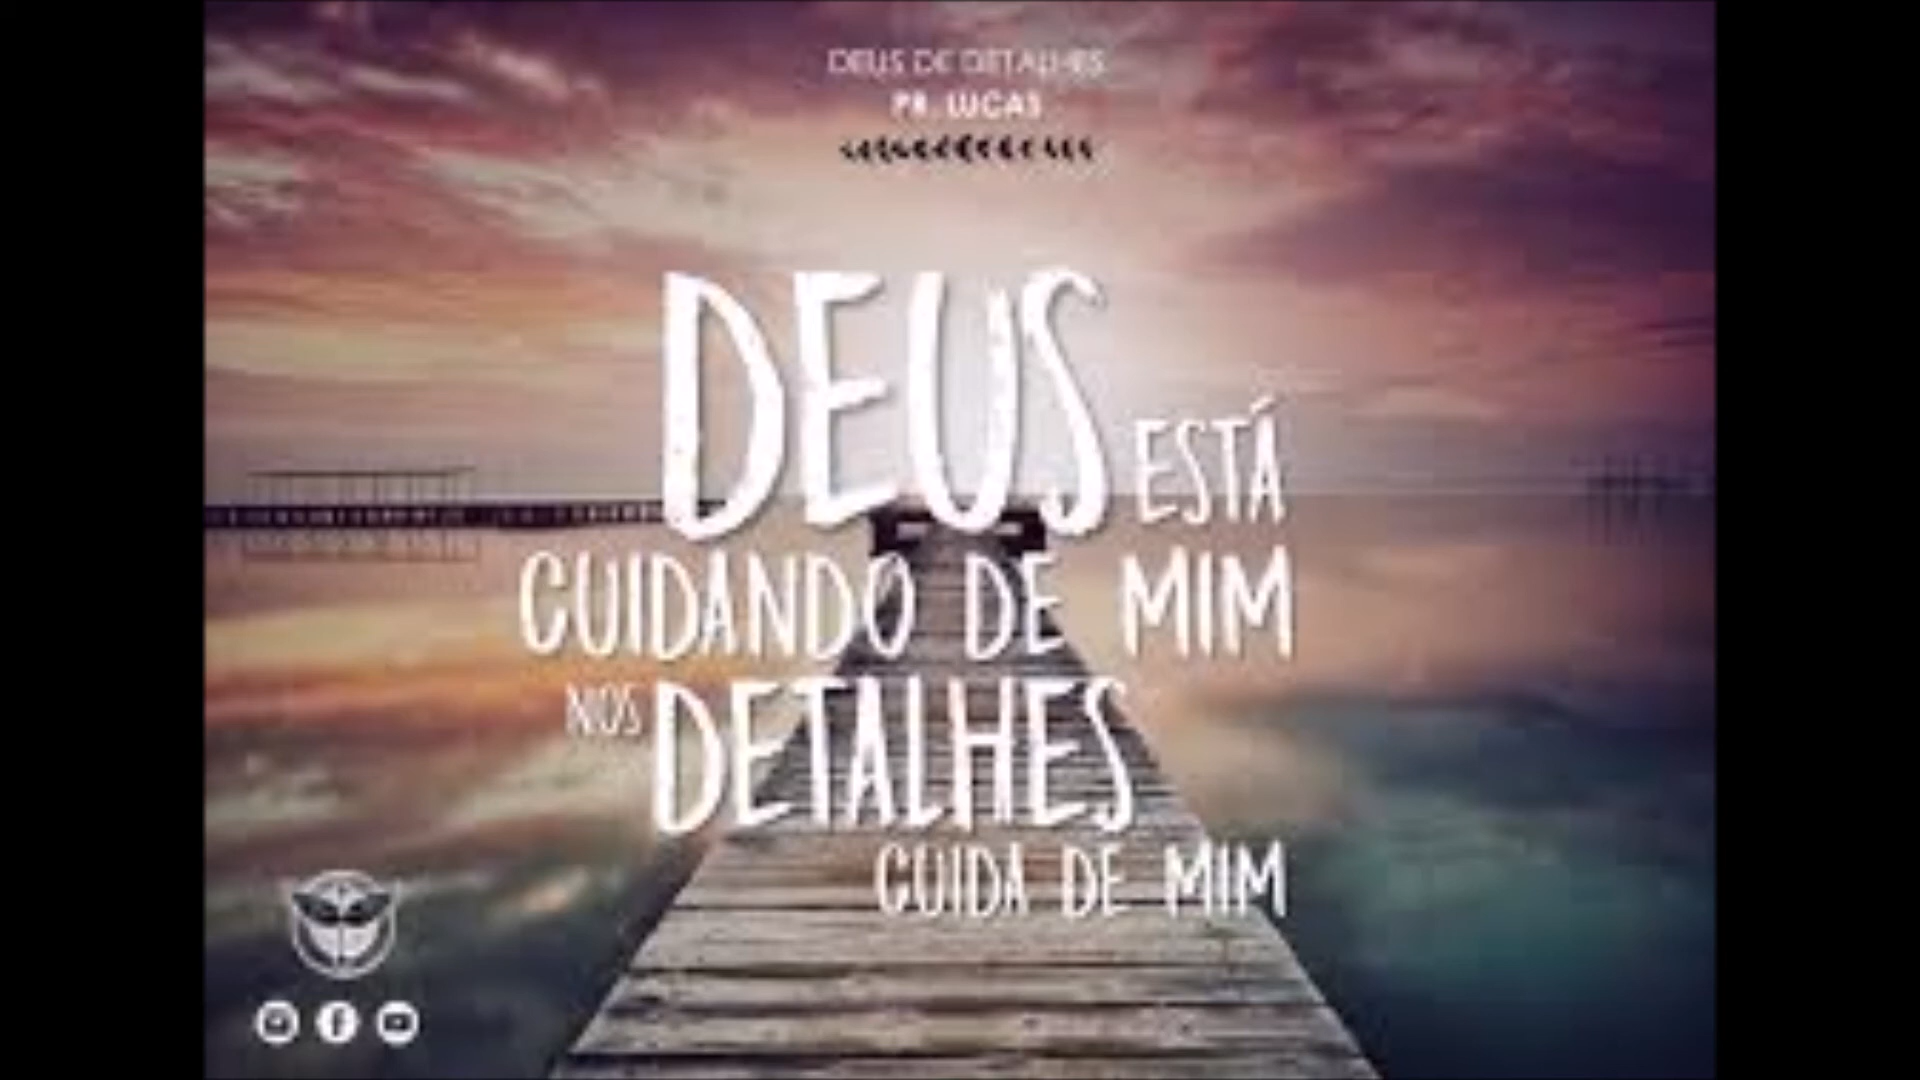 DEUS DE DETALHES
PR. LUCAS
DEUS ESTÁ
CUIDANDO DE MIM
NOS DETALHES
CUIDA DE MIM